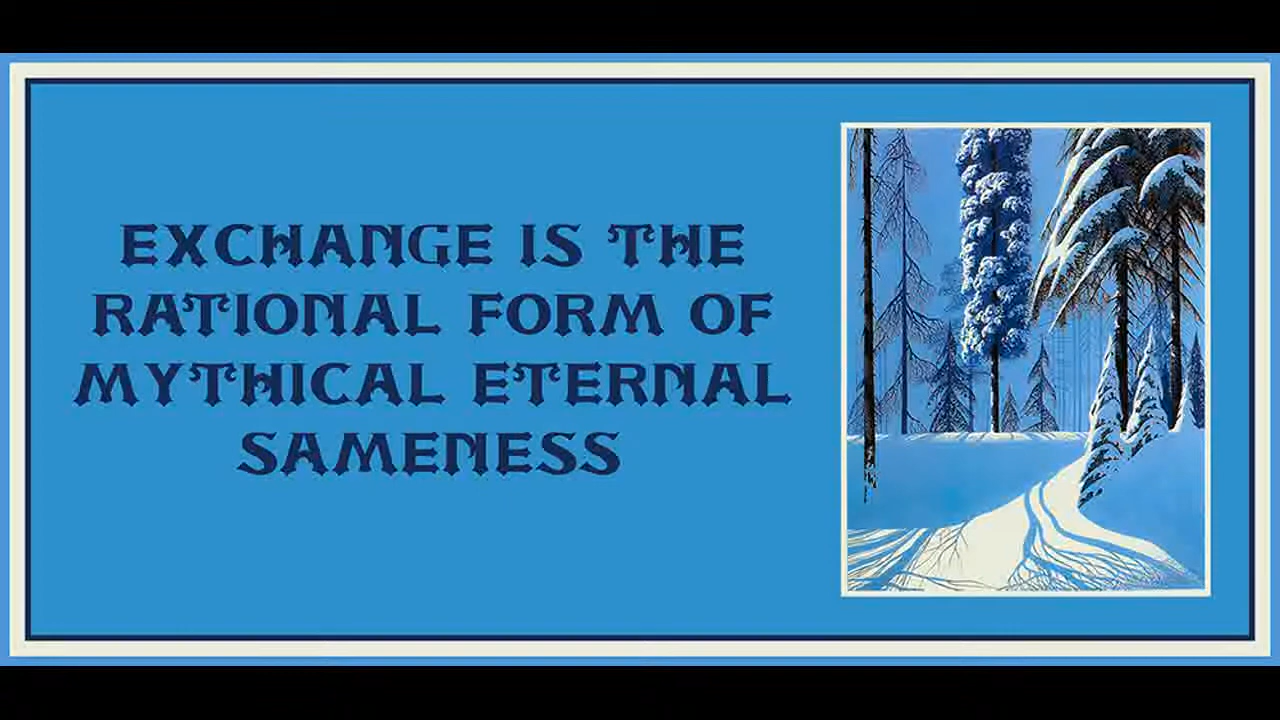 EXCHANGE IS THE
RATIONAL FORM OF
MYTHICAL ETERNAL
SAMENESS